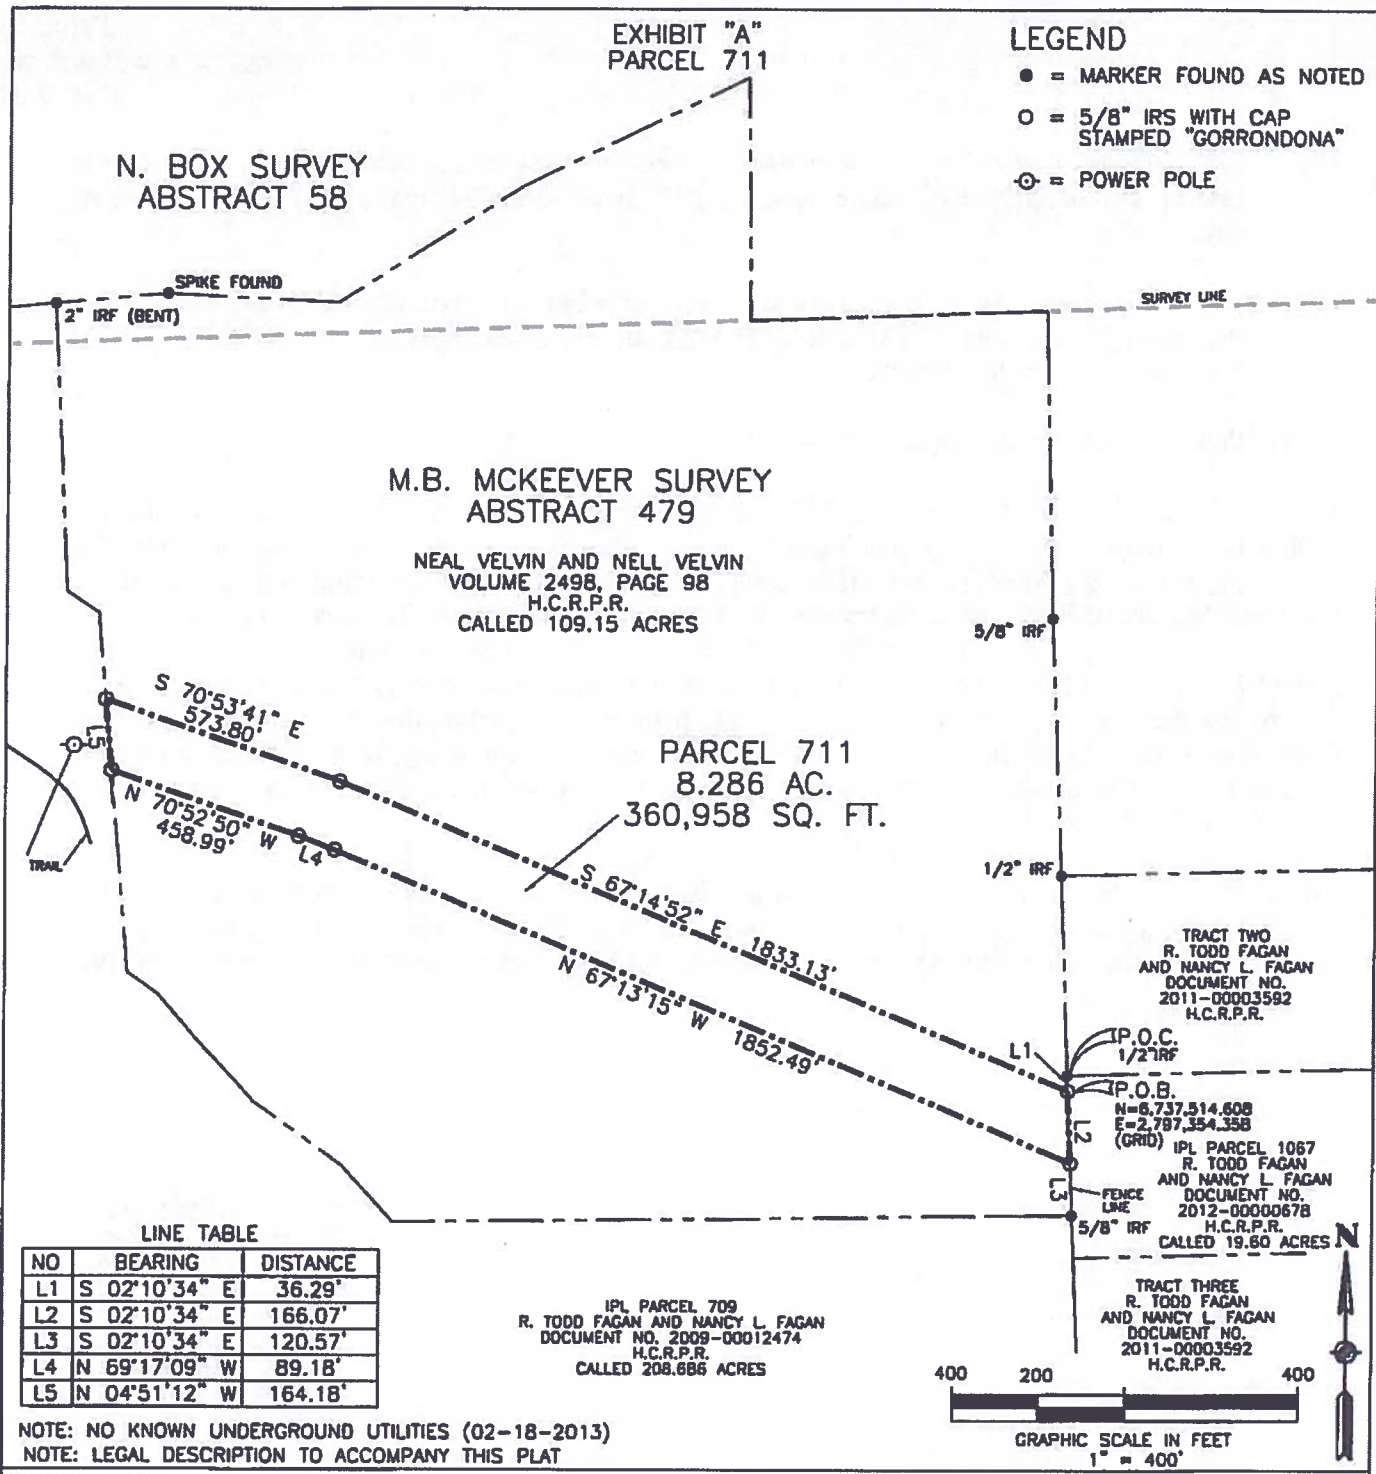 EXHIBIT "A"
PARCEL 711
LEGEND
= MARKER FOUND AS NOTED
= 5/8" IRS WITH CAP
STAMPED "GORRONDONA"
= POWER POLE
N. BOX SURVEY
ABSTRACT 58
SPIKE FOUND
2" IRF (BENT)
SURVEY LINE
M.B. MCKEEVER SURVEY
ABSTRACT 479
NEAL VELVIN AND NELL VELVIN
VOLUME 2498, PAGE 98
H.C.R.P.R.
CALLED 109.15 ACRES
5/8" IRF
S 70°53'41" E
573.80'
L5
N 70°52'50" W
458.99'
L4
TRAIL
PARCEL 711
8.286 AC.
360,958 SQ. FT.
1/2" IRF
S 67°14'52" E 1833.13'
N 67°13'15" W 1852.49'
TRACT TWO
R. TODD FAGAN
AND NANCY L. FAGAN
DOCUMENT NO.
2011-00003592
H.C.R.P.R.
L1
P.O.C.
1/2" IRF
P.O.B.
N=6,737,514.608
E=2,797,354.358
(GRID)
L2
IPL PARCEL 1067
R. TODD FAGAN
AND NANCY L. FAGAN
DOCUMENT NO.
2012-00000678
H.C.R.P.R.
CALLED 19.60 ACRES
L3
FENCE
LINE
5/8" IRF
N
LINE TABLE
NO BEARING DISTANCE
L1 S 02°10'34" E 36.29'
L2 S 02°10'34" E 166.07'
L3 S 02°10'34" E 120.57'
L4 N 69°17'09" W 89.18'
L5 N 04°51'12" W 164.18'
IPL PARCEL 709
R. TODD FAGAN AND NANCY L. FAGAN
DOCUMENT NO. 2009-00012474
H.C.R.P.R.
CALLED 208.686 ACRES
TRACT THREE
R. TODD FAGAN
AND NANCY L. FAGAN
DOCUMENT NO.
2011-00003592
H.C.R.P.R.
400 200 400
GRAPHIC SCALE IN FEET
1" = 400'
NOTE: NO KNOWN UNDERGROUND UTILITIES (02-18-2013)
NOTE: LEGAL DESCRIPTION TO ACCOMPANY THIS PLAT